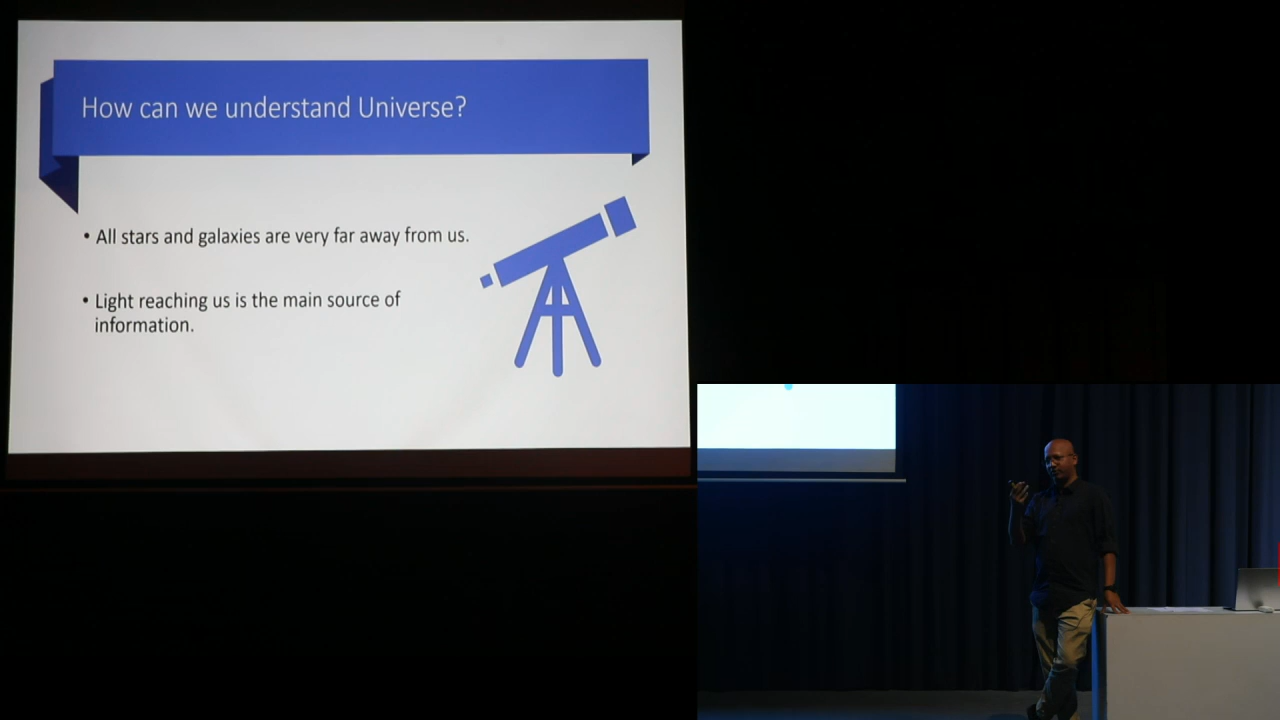 How can we understand Universe?
• All stars and galaxies are very far away from us.
• Light reaching us is the main source of
information.